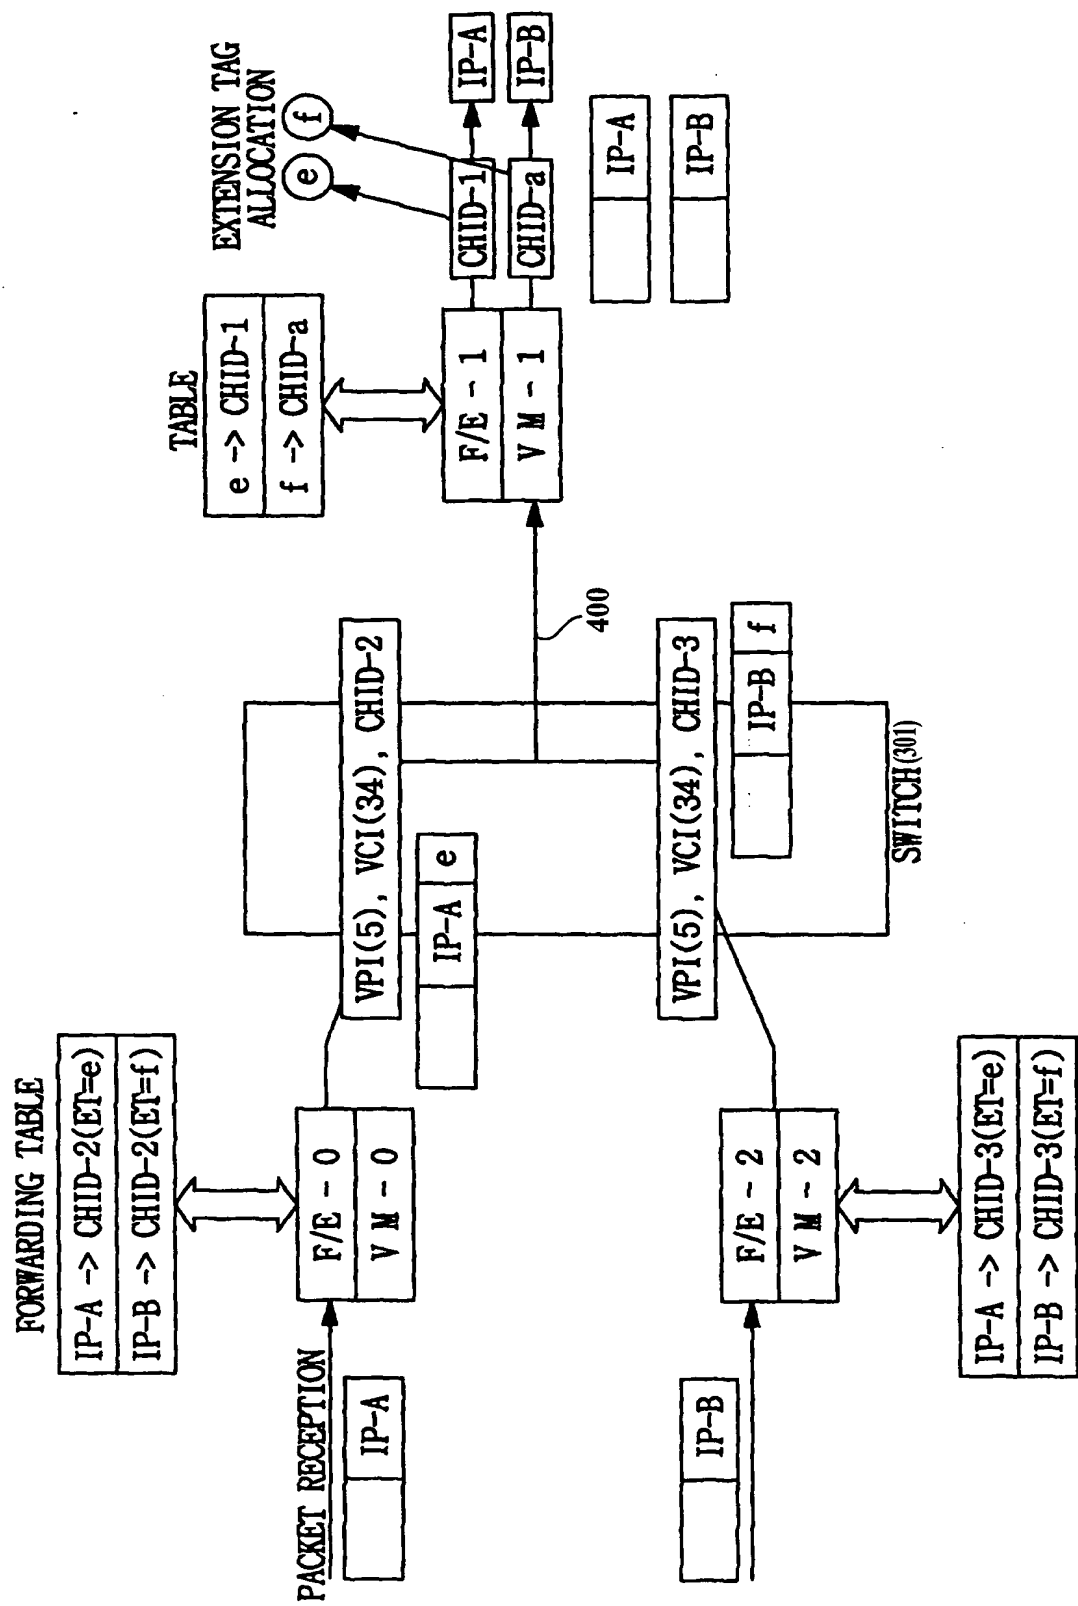 FORWARDING TABLE
IP-A -> CHID-2(ET=e)
IP-B -> CHID-2(ET=f)
PACKET RECEPTION
IP-A
F/E - 0
V M - 0
VPI(5), VCI(34), CHID-2
IP-A e
TABLE
e -> CHID-1
f -> CHID-a
EXTENSION TAG
ALLOCATION
e
f
F/E - 1
V M - 1
CHID-1
IP-A
CHID-a
IP-B
IP-A
IP-B
400
IP-B
F/E - 2
V M - 2
VPI(5), VCI(34), CHID-3
IP-B f
SWITCH(301)
IP-A -> CHID-3(ET=e)
IP-B -> CHID-3(ET=f)